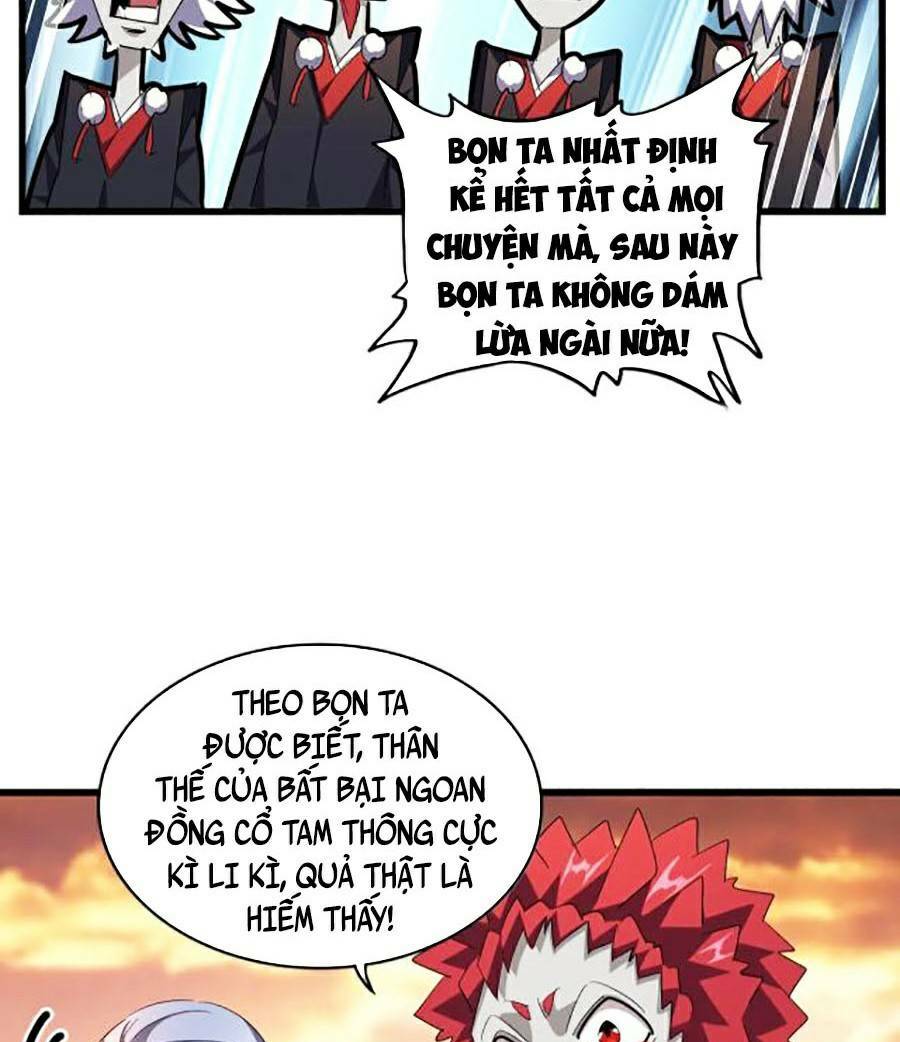 BỌN TA NHẤT ĐỊNH
KỂ HẾT TẤT CẢ MỌI
CHUYỆN MÀ, SAU NÀY
BỌN TA KHÔNG DÁM
LỪA NGÀI NỮA!
THEO BỌN TA
ĐƯỢC BIẾT, THÂN
THẾ CỦA BẤT BẠI NGOAN
ĐỒNG CỔ TAM THÔNG CỰC
KÌ LI KÌ, QUẢ THẬT LÀ
HIẾM THẤY!